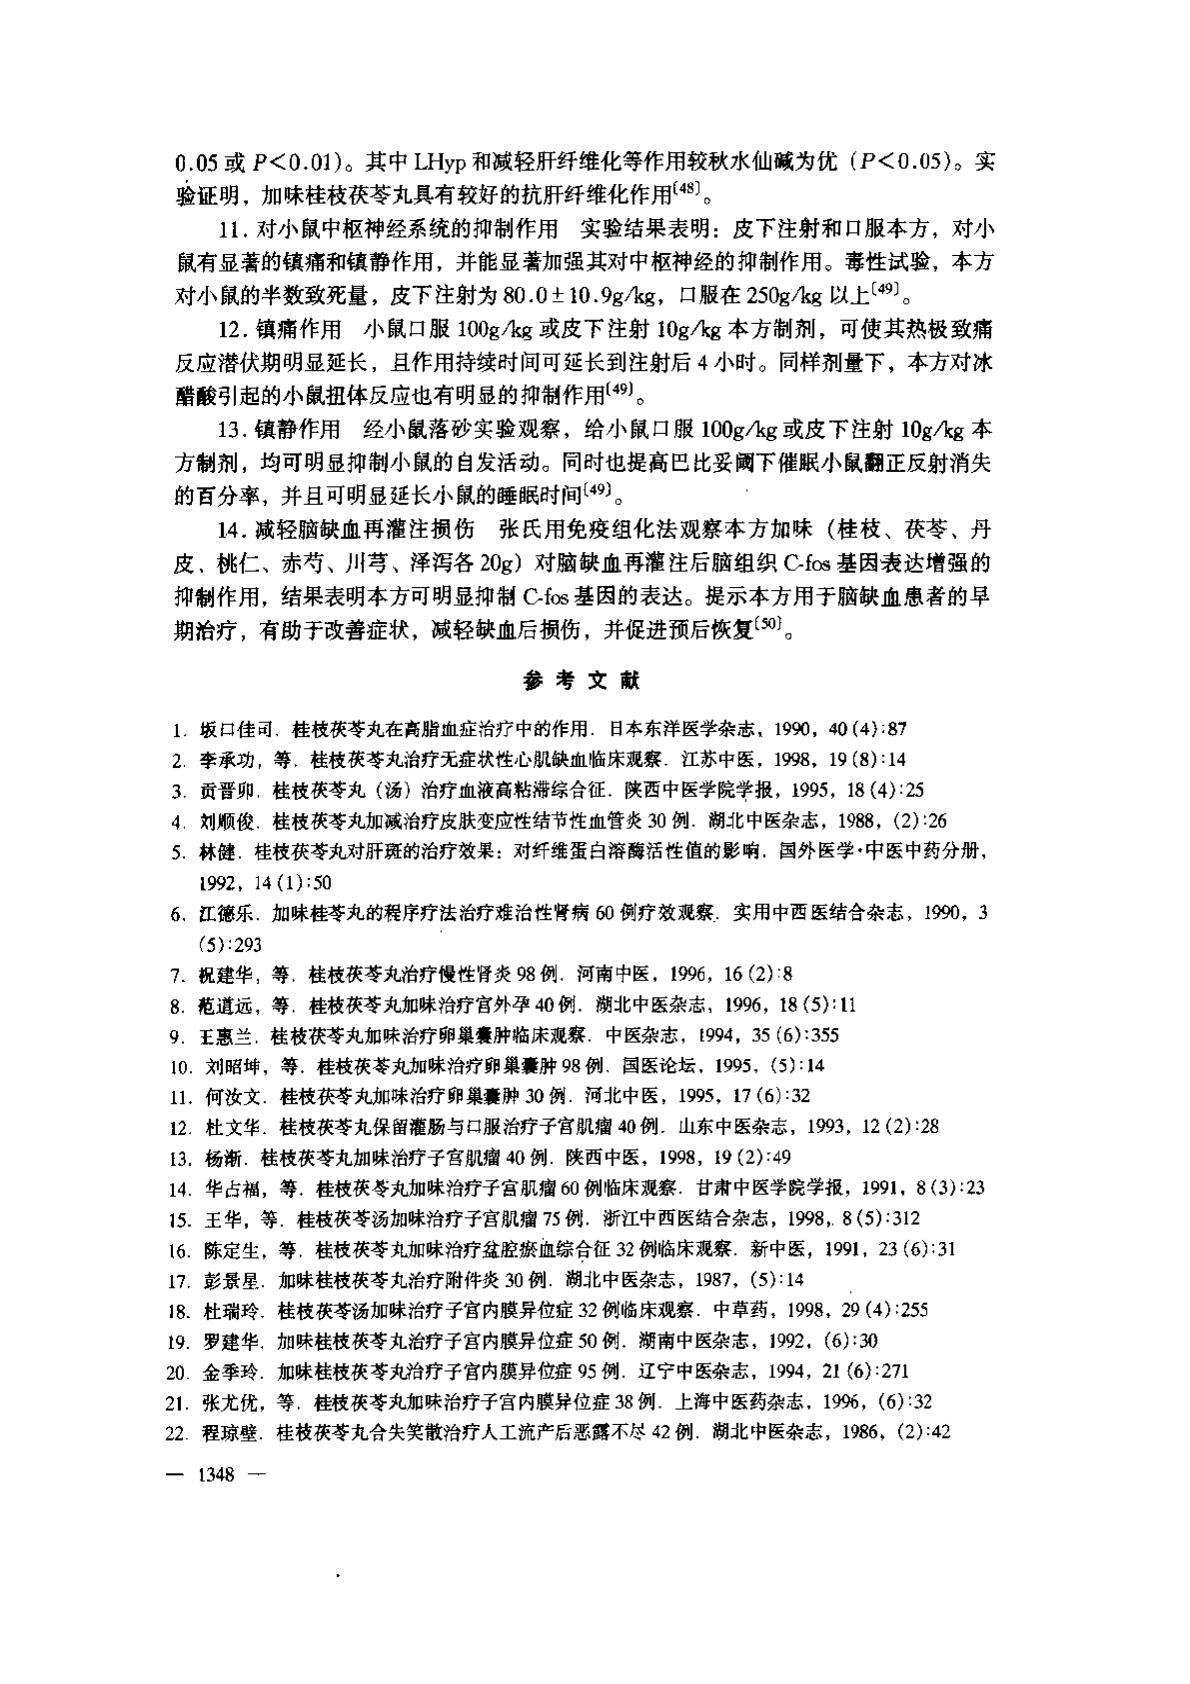 0.05 或 P<0.01)。其中 LHyp 和减轻肝纤维化等作用较秋水仙碱为优（P<0.05)。实
验证明，加味桂枝茯苓丸具有较好的抗肝纤维化作用〔48〕。
11. 对小鼠中枢神经系统的抑制作用　实验结果表明：皮下注射和口服本方，对小
鼠有显著的镇痛和镇静作用，并能显著加强其对中枢神经的抑制作用。毒性试验，本方
对小鼠的半数致死量，皮下注射为 80.0±10.9g/kg，口服在 250g/kg 以上〔49〕。
12. 镇痛作用　小鼠口服 100g/kg 或皮下注射 10g/kg 本方制剂，可使其热极致痛
反应潜伏期明显延长，且作用持续时间可延长到注射后 4 小时。同样剂量下，本方对冰
醋酸引起的小鼠扭体反应也有明显的抑制作用〔49〕。
13. 镇静作用　经小鼠落砂实验观察，给小鼠口服 100g/kg 或皮下注射 10g/kg 本
方制剂，均可明显抑制小鼠的自发活动。同时也提高巴比妥阈下催眠小鼠翻正反射消失
的百分率，并且可明显延长小鼠的睡眠时间〔49〕。
14. 减轻脑缺血再灌注损伤　张氏用免疫组化法观察本方加味（桂枝、茯苓、丹
皮、桃仁、赤芍、川芎、泽泻各 20g）对脑缺血再灌注后脑组织 C-fos 基因表达增强的
抑制作用，结果表明本方可明显抑制 C-fos 基因的表达。提示本方用于脑缺血患者的早
期治疗，有助于改善症状，减轻缺血后损伤，并促进预后恢复〔50〕。
参 考 文 献
1. 坂口佳司. 桂枝茯苓丸在高脂血症治疗中的作用. 日本东洋医学杂志，1990，40 (4):87
2. 李承功，等. 桂枝茯苓丸治疗无症状性心肌缺血临床观察. 江苏中医，1998，19 (8):14
3. 贡晋卯. 桂枝茯苓丸（汤）治疗血液高粘滞综合征. 陕西中医学院学报，1995，18 (4):25
4. 刘顺俊. 桂枝茯苓丸加减治疗皮肤变应性结节性血管炎 30 例. 湖北中医杂志，1988，(2):26
5. 林健. 桂枝茯苓丸对肝斑的治疗效果：对纤维蛋白溶酶活性值的影响. 国外医学·中医中药分册，
1992，14 (1):50
6. 江德乐. 加味桂苓丸的程序疗法治疗难治性肾病 60 例疗效观察. 实用中西医结合杂志，1990，3
(5):293
7. 祝建华，等. 桂枝茯苓丸治疗慢性肾炎 98 例. 河南中医，1996，16 (2):8
8. 范道远，等. 桂枝茯苓丸加味治疗宫外孕 40 例. 湖北中医杂志，1996，18 (5):11
9. 王惠兰. 桂枝茯苓丸加味治疗卵巢囊肿临床观察. 中医杂志，1994，35 (6):355
10. 刘昭坤，等. 桂枝茯苓丸加味治疗卵巢囊肿 98 例. 国医论坛，1995，(5):14
11. 何汝文. 桂枝茯苓丸加味治疗卵巢囊肿 30 例. 河北中医，1995，17 (6):32
12. 杜文华. 桂枝茯苓丸保留灌肠与口服治疗子宫肌瘤 40 例. 山东中医杂志，1993，12 (2):28
13. 杨渐. 桂枝茯苓丸加味治疗子宫肌瘤 40 例. 陕西中医，1998，19 (2):49
14. 华占福，等. 桂枝茯苓丸加味治疗子宫肌瘤 60 例临床观察. 甘肃中医学院学报，1991，8 (3):23
15. 王华，等. 桂枝茯苓汤加味治疗子宫肌瘤 75 例. 浙江中西医结合杂志，1998，8 (5):312
16. 陈定生，等. 桂枝茯苓丸加味治疗盆腔瘀血综合征 32 例临床观察. 新中医，1991，23 (6):31
17. 彭景星. 加味桂枝茯苓丸治疗附件炎 30 例. 湖北中医杂志，1987，(5):14
18. 杜瑞玲. 桂枝茯苓汤加味治疗子宫内膜异位症 32 例临床观察. 中草药，1998，29 (4):255
19. 罗建华. 加味桂枝茯苓丸治疗子宫内膜异位症 50 例. 湖南中医杂志，1992，(6):30
20. 金季玲. 加味桂枝茯苓丸治疗子宫内膜异位症 95 例. 辽宁中医杂志，1994，21 (6):271
21. 张尤优，等. 桂枝茯苓丸加味治疗子宫内膜异位症 38 例. 上海中医药杂志，1996，(6):32
22. 程琼壁. 桂枝茯苓丸合失笑散治疗人工流产后恶露不尽 42 例. 湖北中医杂志，1986，(2):42
— 1348 —